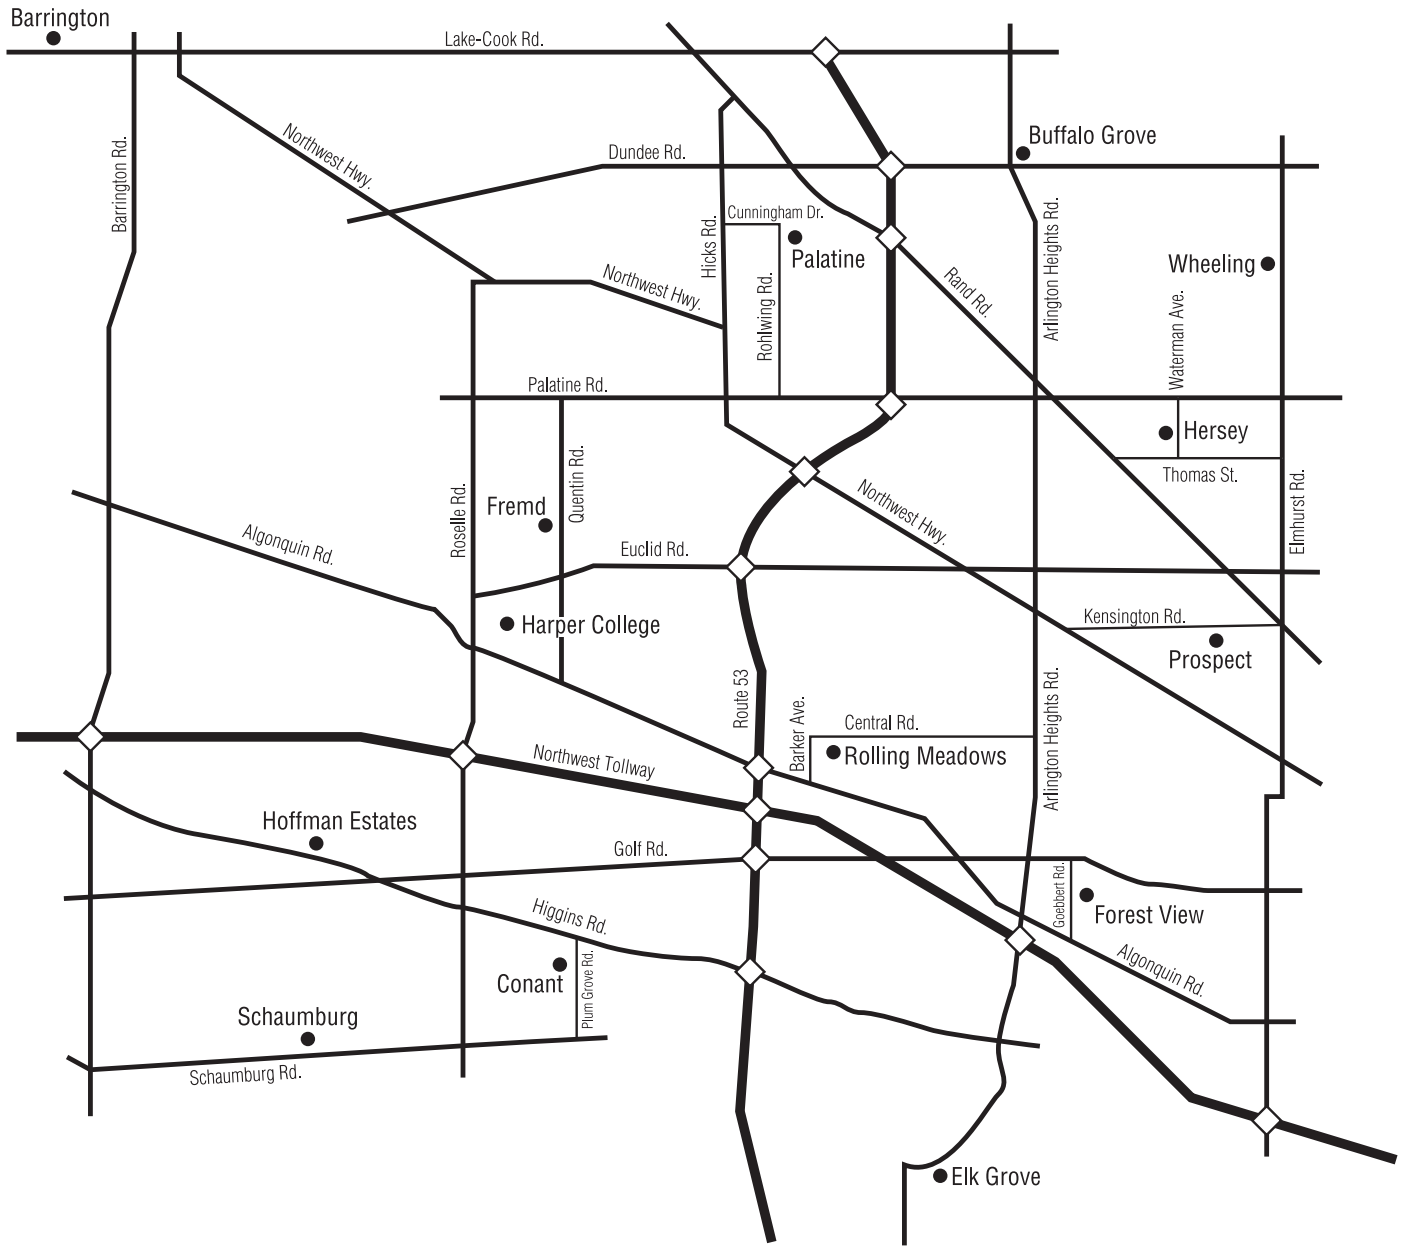 Barrington
Lake-Cook Rd.
Barrington Rd.
Northwest Hwy.
Dundee Rd.
Buffalo Grove
Cunningham Dr.
Hicks Rd.
Palatine
Rohlwing Rd.
Northwest Hwy.
Rand Rd.
Arlington Heights Rd.
Wheeling
Waterman Ave.
Palatine Rd.
Hersey
Thomas St.
Elmhurst Rd.
Roselle Rd.
Quentin Rd.
Fremd
Algonquin Rd.
Euclid Rd.
Northwest Hwy.
Harper College
Kensington Rd.
Prospect
Route 53
Barker Ave.
Central Rd.
Rolling Meadows
Arlington Heights Rd.
Northwest Tollway
Hoffman Estates
Golf Rd.
Goebbert Rd.
Forest View
Higgins Rd.
Algonquin Rd.
Conant
Plum Grove Rd.
Schaumburg
Schaumburg Rd.
Elk Grove